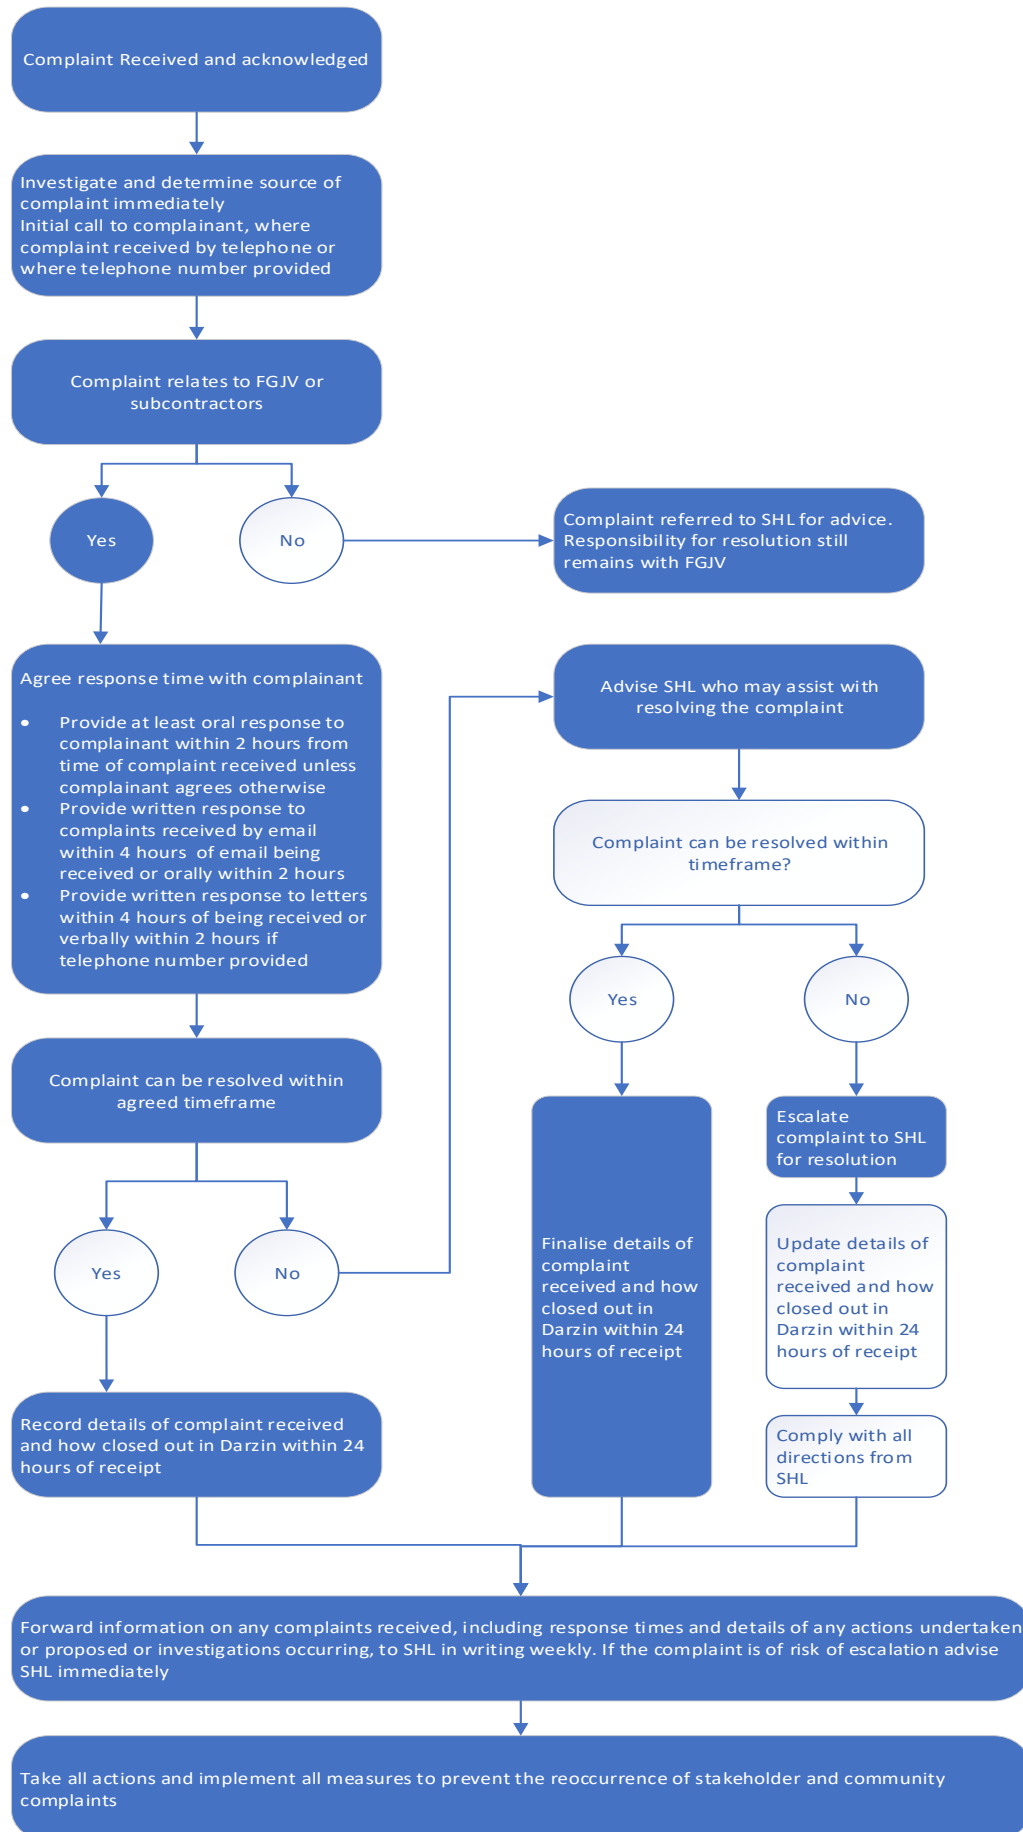 Complaint Received and acknowledged
Investigate and determine source of
complaint immediately
Initial call to complainant, where
complaint received by telephone or
where telephone number provided
Complaint relates to FGJV or
subcontractors
Yes
No
Complaint referred to SHL for advice.
Responsibility for resolution still
remains with FGJV
Agree response time with complainant
• Provide at least oral response to
complainant within 2 hours from
time of complaint received unless
complainant agrees otherwise
• Provide written response to
complaints received by email
within 4 hours of email being
received or orally within 2 hours
• Provide written response to letters
within 4 hours of being received or
verbally within 2 hours if
telephone number provided
Advise SHL who may assist with
resolving the complaint
Complaint can be resolved within
timeframe?
Yes
No
Complaint can be resolved within
agreed timeframe
Yes
No
Escalate
complaint to SHL
for resolution
Finalise details of
complaint
received and how
closed out in
Darzin within 24
hours of receipt
Update details of
complaint
received and how
closed out in
Darzin within 24
hours of receipt
Record details of complaint received
and how closed out in Darzin within 24
hours of receipt
Comply with all
directions from
SHL
Forward information on any complaints received, including response times and details of any actions undertaken
or proposed or investigations occurring, to SHL in writing weekly. If the complaint is of risk of escalation advise
SHL immediately
Take all actions and implement all measures to prevent the reoccurrence of stakeholder and community
complaints